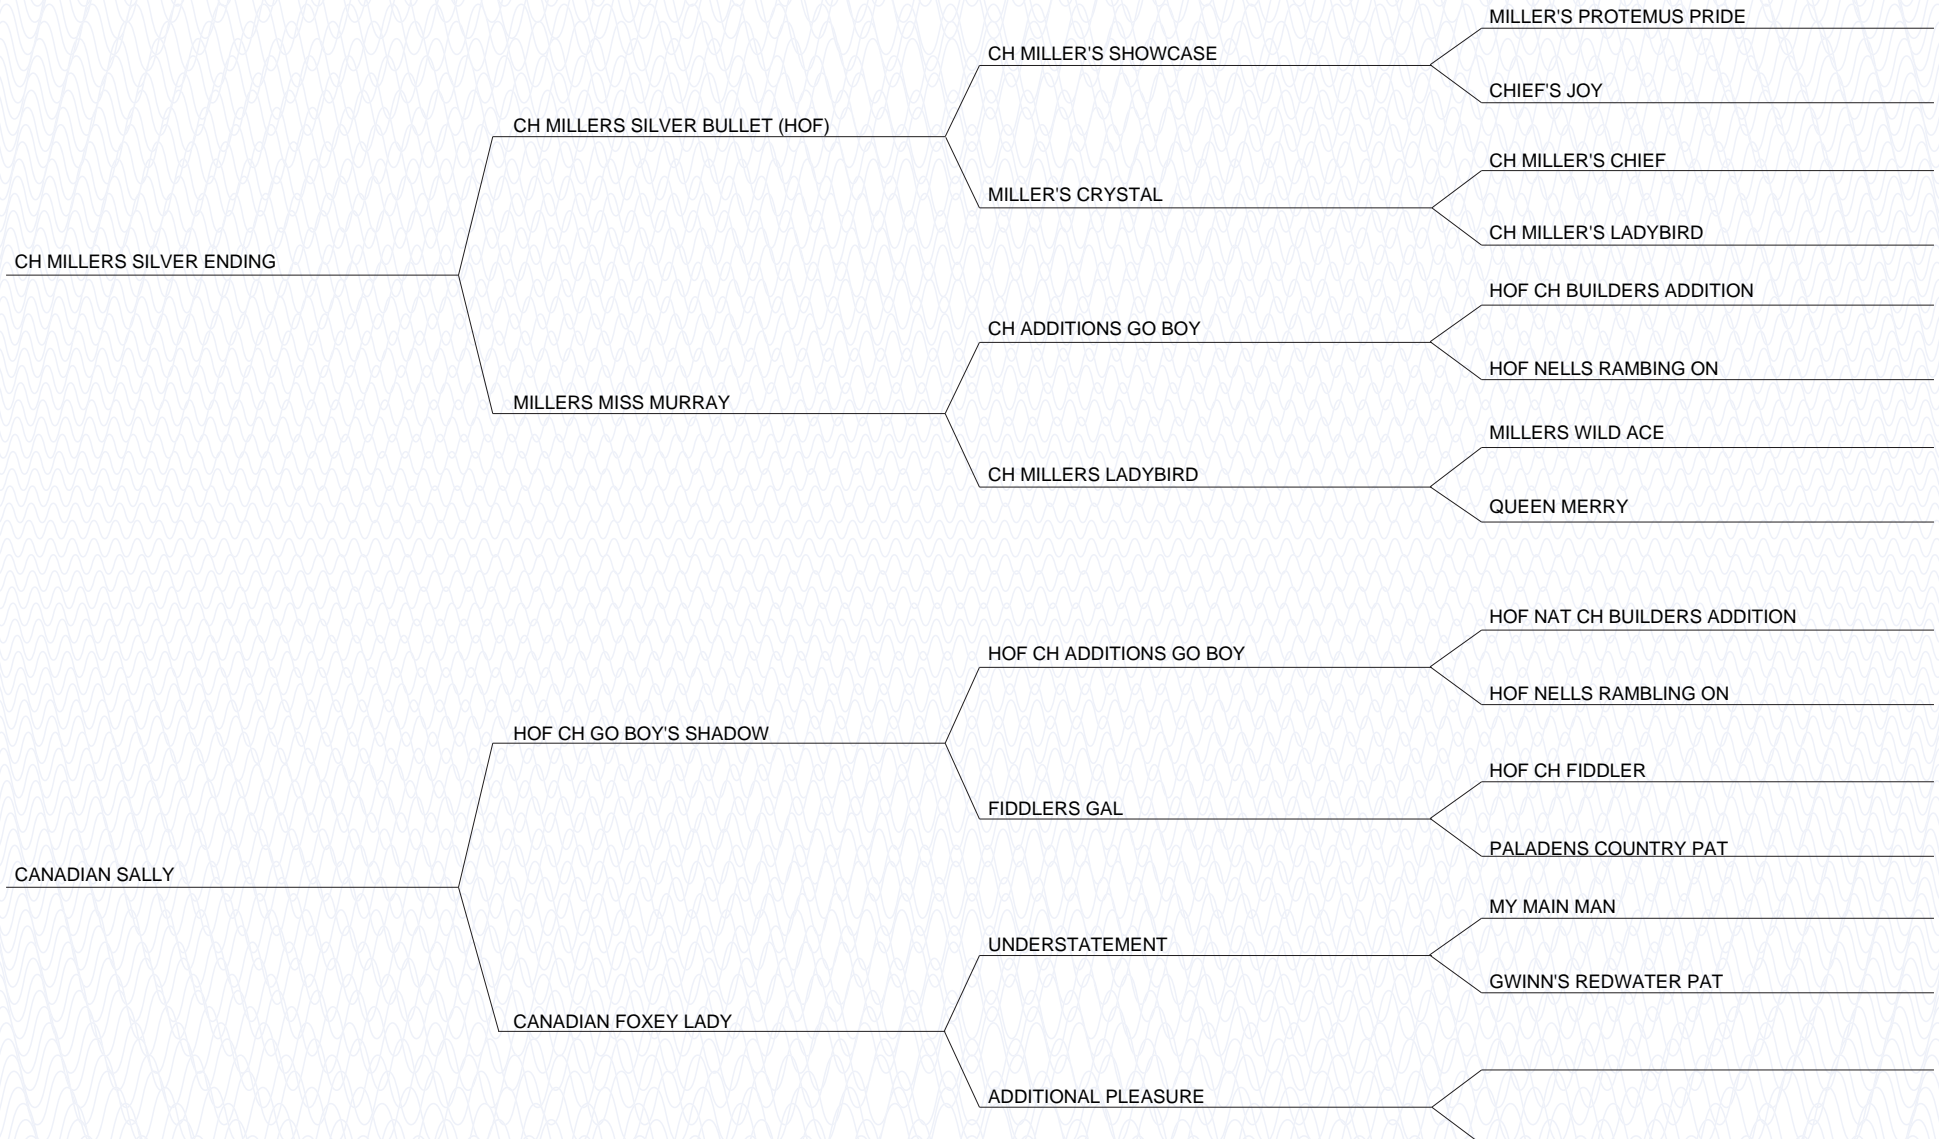 MILLER'S PROTEMUS PRIDE
CH MILLER'S SHOWCASE
CHIEF'S JOY
CH MILLERS SILVER BULLET (HOF)
CH MILLER'S CHIEF
MILLER'S CRYSTAL
CH MILLER'S LADYBIRD
CH MILLERS SILVER ENDING
HOF CH BUILDERS ADDITION
CH ADDITIONS GO BOY
HOF NELLS RAMBING ON
MILLERS MISS MURRAY
MILLERS WILD ACE
CH MILLERS LADYBIRD
QUEEN MERRY
HOF NAT CH BUILDERS ADDITION
HOF CH ADDITIONS GO BOY
HOF NELLS RAMBLING ON
HOF CH GO BOY'S SHADOW
HOF CH FIDDLER
FIDDLERS GAL
PALADENS COUNTRY PAT
CANADIAN SALLY
MY MAIN MAN
UNDERSTATEMENT
GWINN'S REDWATER PAT
CANADIAN FOXEY LADY
ADDITIONAL PLEASURE